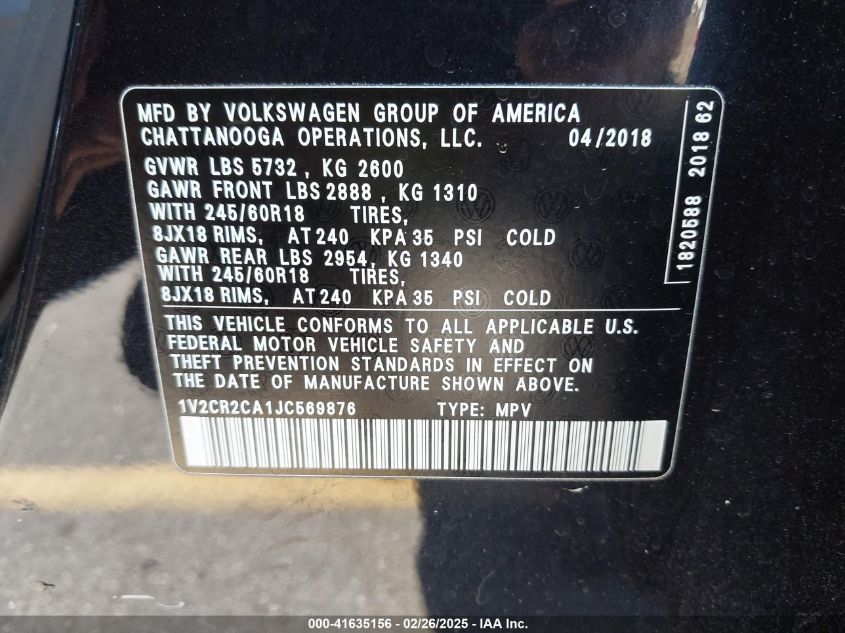 MFD BY VOLKSWAGEN GROUP OF AMERICA
CHATTANOOGA OPERATIONS, LLC. 04/2018
GVWR LBS 5732, KG 2600
GAWR FRONT LBS 2888, KG 1310
WITH 245/60R18 TIRES,
8JX18 RIMS, AT 240 KPA 35 PSI COLD
GAWR REAR LBS 2954, KG 1340
WITH 245/60R18 TIRES,
8JX18 RIMS, AT 240 KPA 35 PSI COLD
THIS VEHICLE CONFORMS TO ALL APPLICABLE U.S.
FEDERAL MOTOR VEHICLE SAFETY AND
THEFT PREVENTION STANDARDS IN EFFECT ON
THE DATE OF MANUFACTURE SHOWN ABOVE.
1V2CR2CA1JC569876 TYPE: MPV
1820588 2018 62
000-41635156 - 02/26/2025 - IAA Inc.